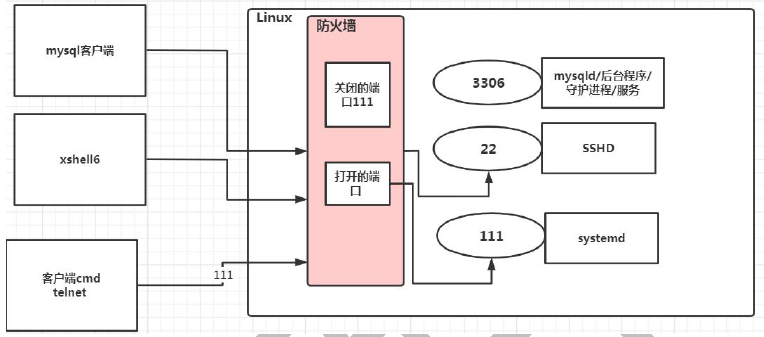 Linux
防火墙
mysql客户端
关闭的端
口111
3306
mysqld/后台程序/
守护进程/服务
xshell6
打开的端
口
22
SSHD
111
systemd
客户端cmd
telnet
111